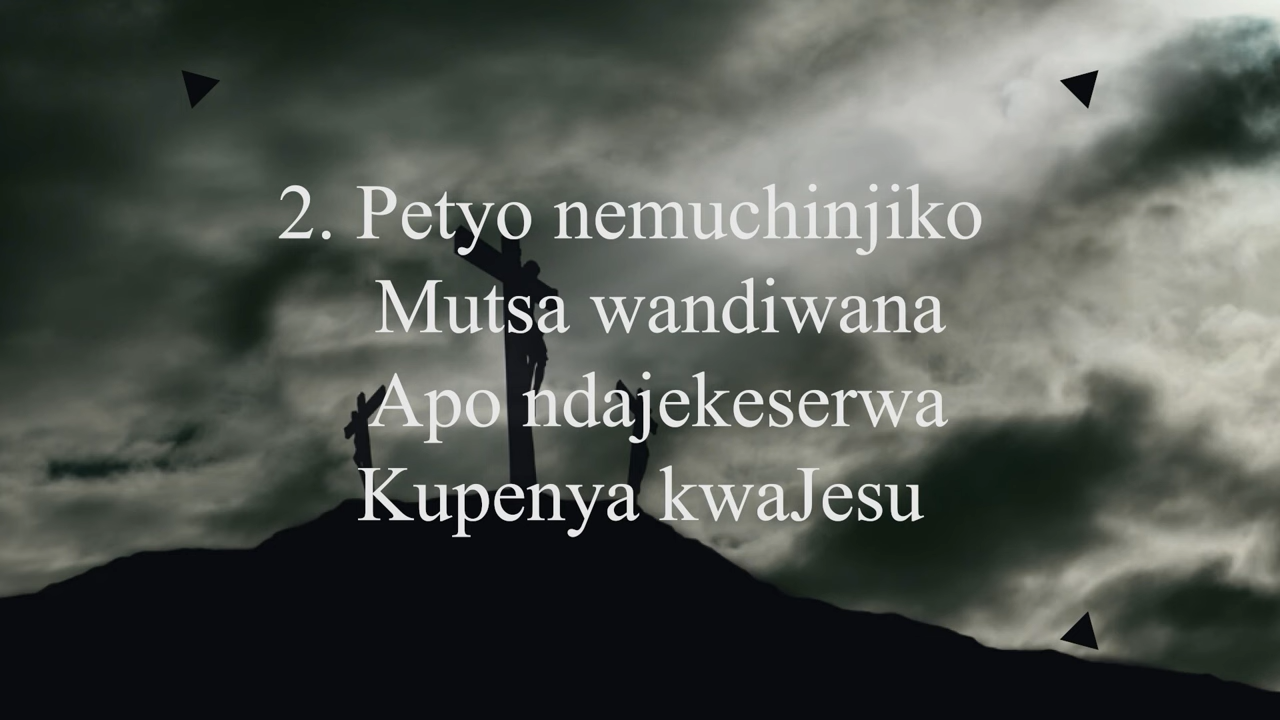 2. Petyo nemuchinjiko
Mutsa wandiwana
Apo ndajekeserwa
Kupenya kwaJesu